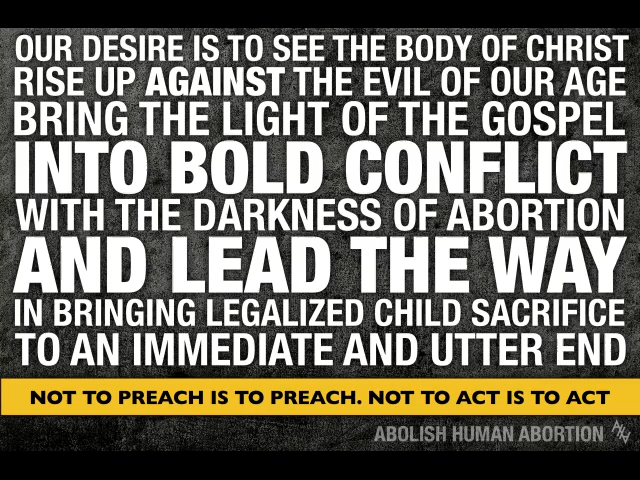 OUR DESIRE IS TO SEE THE BODY OF CHRIST
RISE UP AGAINST THE EVIL OF OUR AGE
BRING THE LIGHT OF THE GOSPEL
INTO BOLD CONFLICT
WITH THE DARKNESS OF ABORTION
AND LEAD THE WAY
IN BRINGING LEGALIZED CHILD SACRIFICE
TO AN IMMEDIATE AND UTTER END
NOT TO PREACH IS TO PREACH. NOT TO ACT IS TO ACT
ABOLISH HUMAN ABORTION AHA